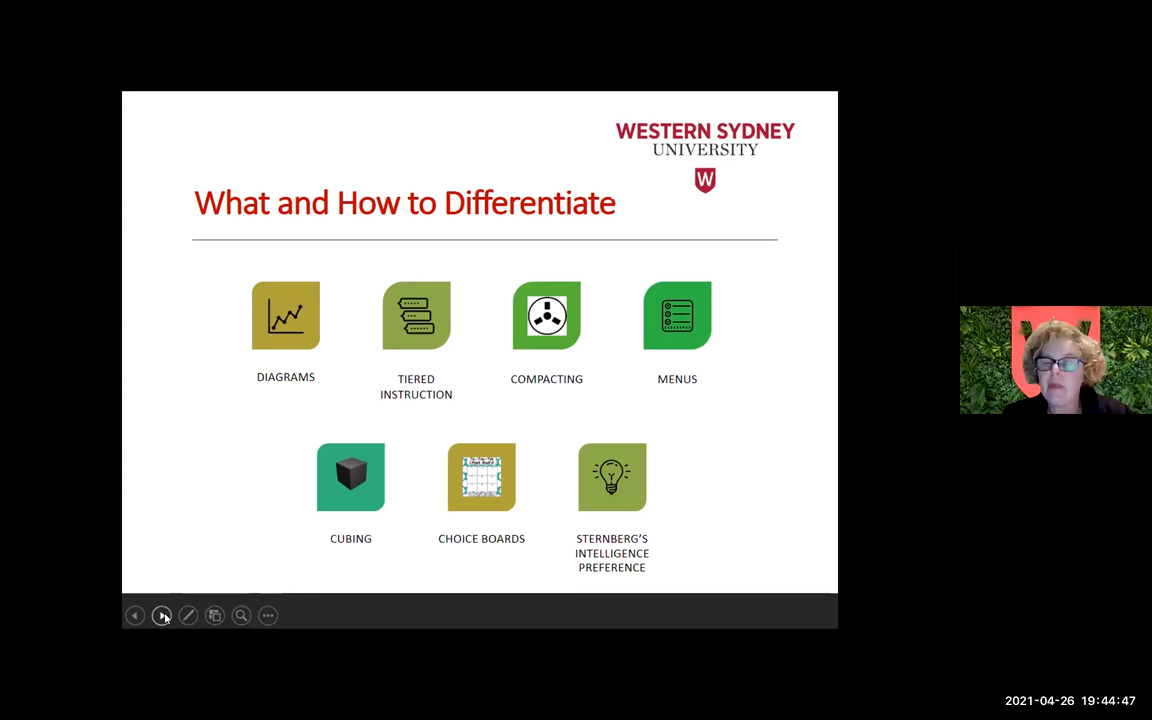 WESTERN SYDNEY
UNIVERSITY
W
What and How to Differentiate
DIAGRAMS
TIERED
INSTRUCTION
COMPACTING
MENUS
CUBING
CHOICE BOARDS
STERNBERG'S
INTELLIGENCE
PREFERENCE
2021-04-26 19:44:47